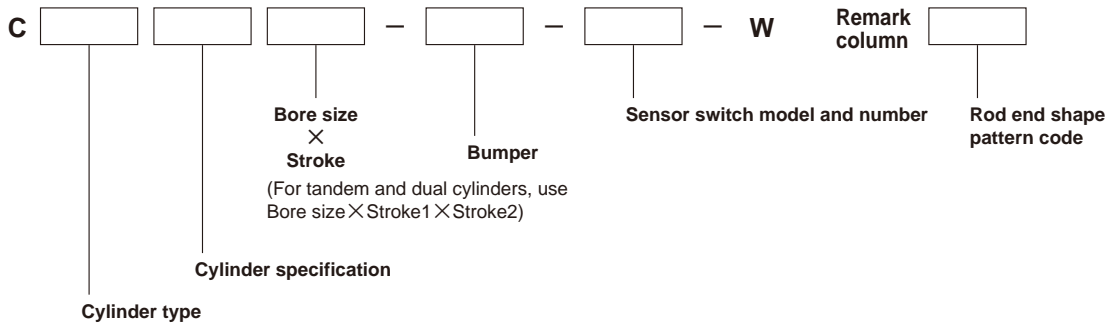 C – – – W Remark column
Bore size
×
Stroke
(For tandem and dual cylinders, use
Bore size×Stroke1×Stroke2)
Bumper
Sensor switch model and number
Rod end shape
pattern code
Cylinder specification
Cylinder type